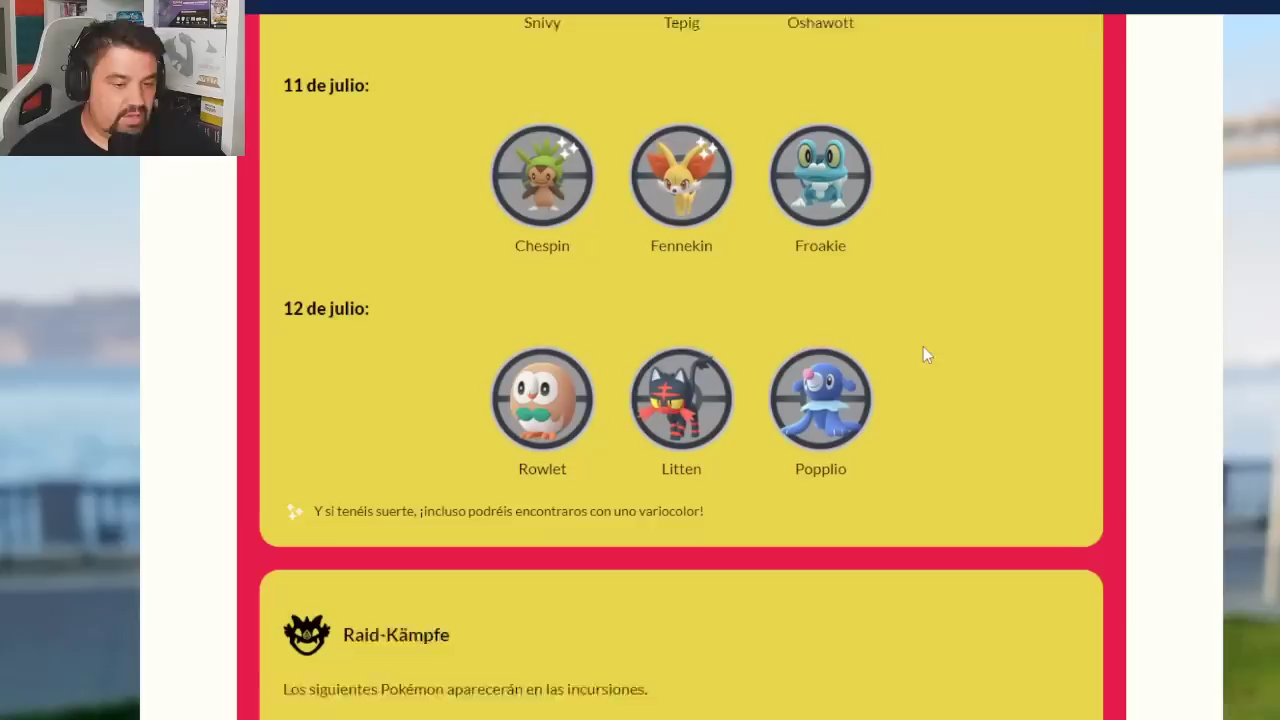 Snivy Tepig Oshawott
11 de julio:
Chespin Fennekin Froakie
12 de julio:
Rowlet Litten Popplio
Y si tenéis suerte, ¡incluso podréis encontraros con uno variocolor!
Raid-Kämpfe
Los siguientes Pokémon aparecerán en las incursiones.